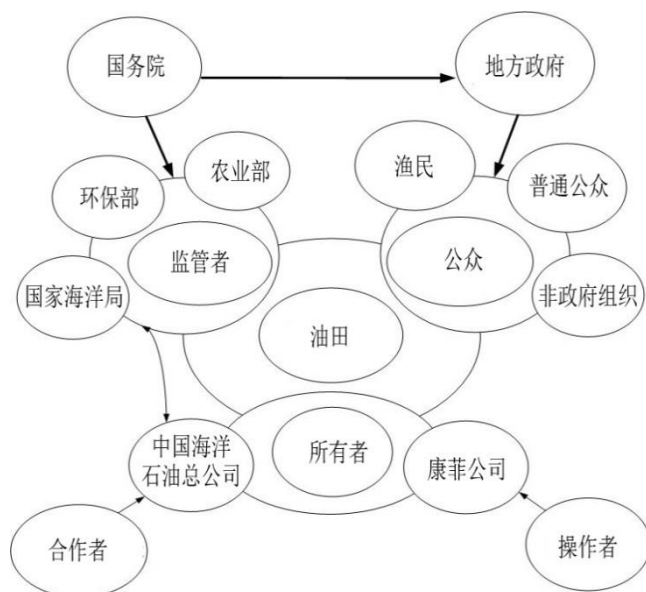 国务院
地方政府
农业部
渔民
环保部
普通公众
监管者
公众
国家海洋局
非政府组织
油田
中国海洋
石油总公司
所有者
康菲公司
合作者
操作者